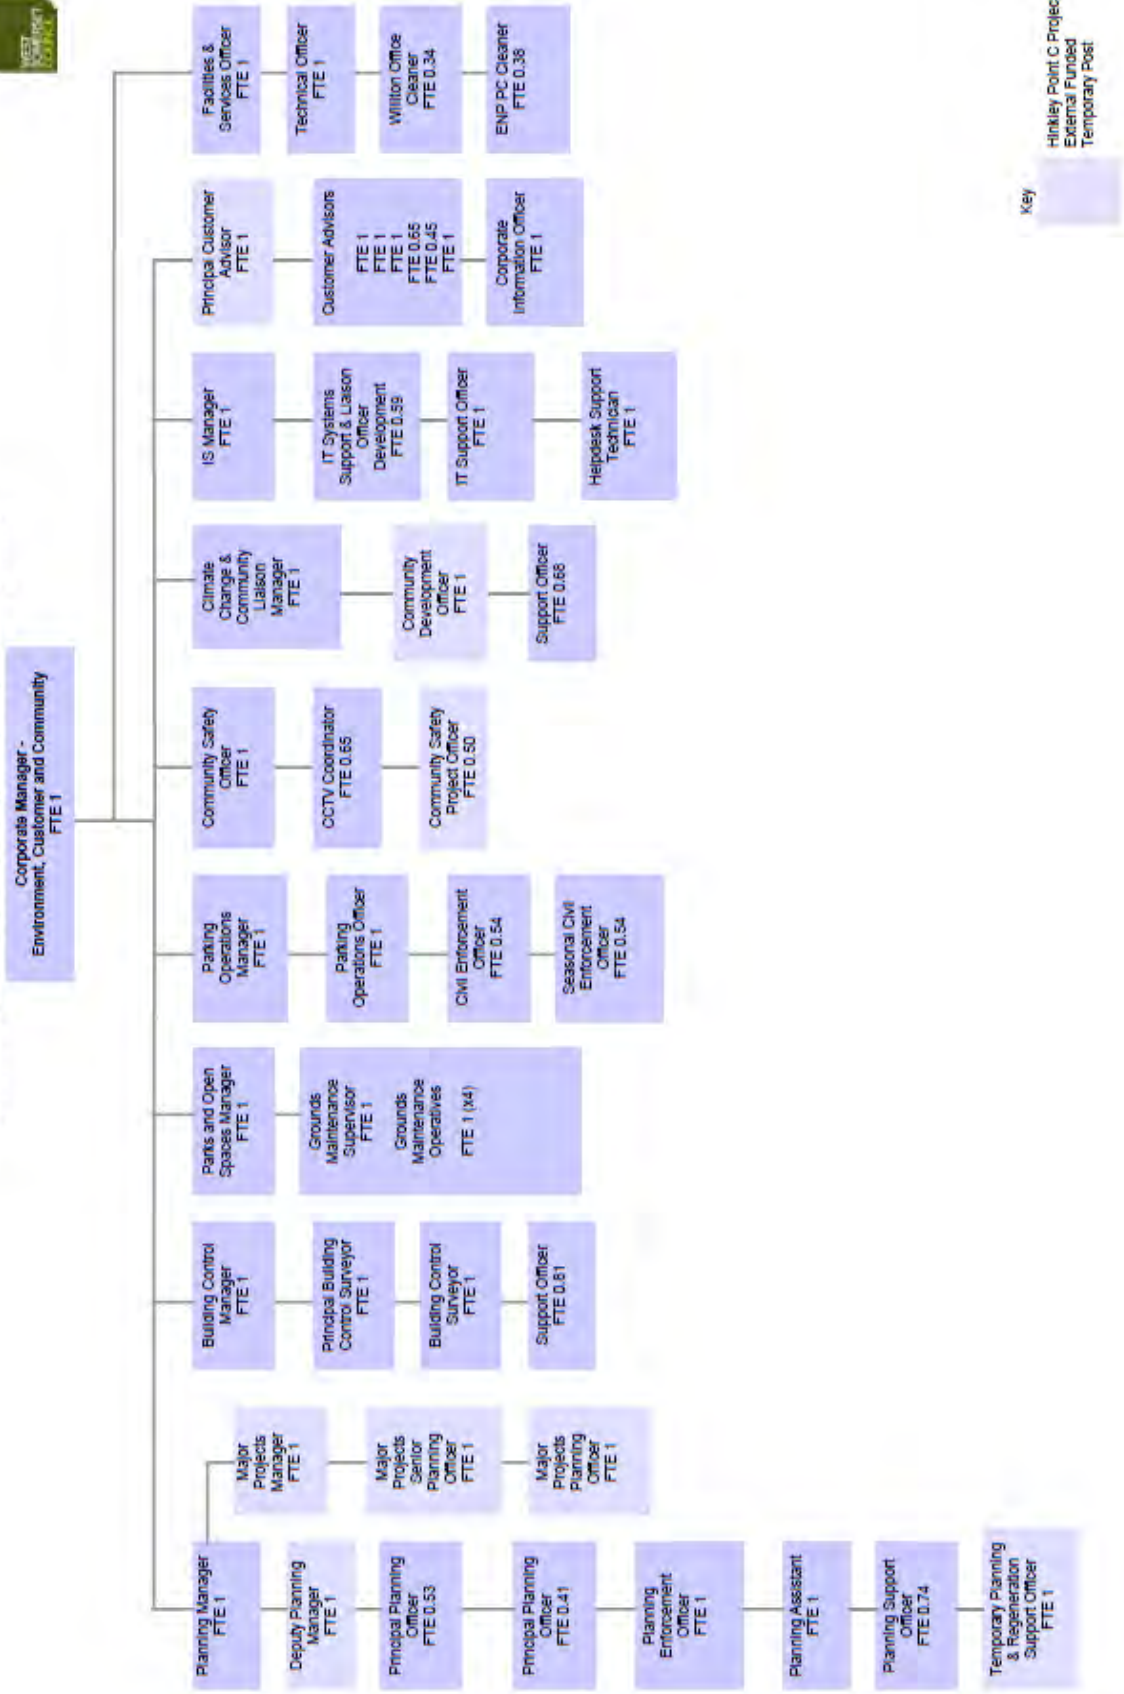 WEST
SOMERSET
COUNCIL
Corporate Manager -
Environment, Customer and Community
FTE 1
Planning Manager
FTE 1
Deputy Planning
Manager
FTE 1
Principal Planning
Officer
FTE 0.53
Principal Planning
Officer
FTE 0.41
Planning
Enforcement
Officer
FTE 1
Planning Assistant
FTE 1
Planning Support
Officer
FTE 0.74
Temporary Planning
& Regeneration
Support Officer
FTE 1
Major
Projects
Manager
FTE 1
Major
Projects
Senior
Planning
Officer
FTE 1
Major
Projects
Planning
Officer
FTE 1
Building Control
Manager
FTE 1
Principal Building
Control Surveyor
FTE 1
Building Control
Surveyor
FTE 1
Support Officer
FTE 0.81
Parks and Open
Spaces Manager
FTE 1
Grounds
Maintenance
Supervisor
FTE 1
Grounds
Maintenance
Operatives
FTE 1 (x4)
Parking
Operations
Manager
FTE 1
Parking
Operations Officer
FTE 1
Civil Enforcement
Officer
FTE 0.54
Seasonal Civil
Enforcement
Officer
FTE 0.54
Community Safety
Officer
FTE 1
CCTV Coordinator
FTE 0.65
Community Safety
Project Officer
FTE 0.50
Climate
Change &
Community
Liaison
Manager
FTE 1
Community
Development
Officer
FTE 1
Support Officer
FTE 0.68
IS Manager
FTE 1
IT Systems
Support & Liaison
Officer
Development
FTE 0.59
IT Support Officer
FTE 1
Helpdesk Support
Technician
FTE 1
Principal Customer
Advisor
FTE 1
Customer Advisors
FTE 1
FTE 1
FTE 1
FTE 0.65
FTE 0.45
FTE 1
Corporate
Information Officer
FTE 1
Facilities &
Services Officer
FTE 1
Technical Officer
FTE 1
Williton Office
Cleaner
FTE 0.34
ENP PC Cleaner
FTE 0.38
Key
Hinkley Point C Projec
External Funded
Temporary Post